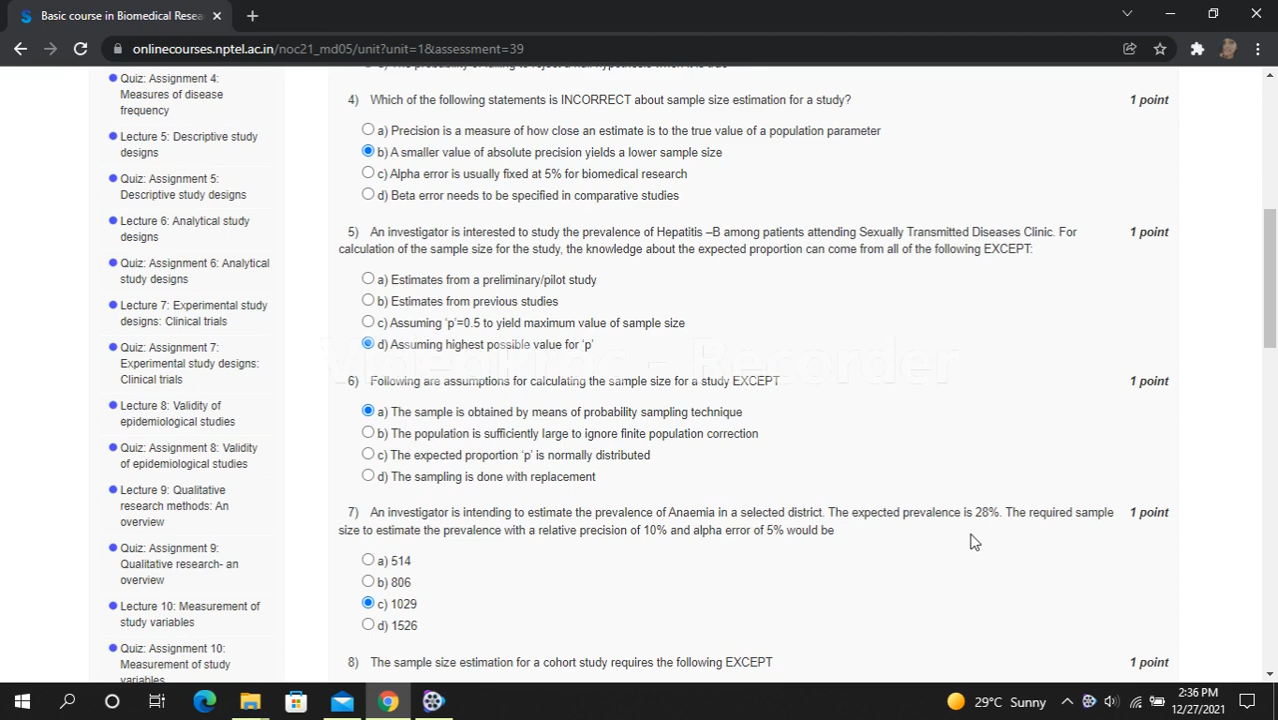 Basic course in Biomedical Resea
onlinecourses.nptel.ac.in/noc21_md05/unit?unit=1&assessment=39
Quiz: Assignment 4:
Measures of disease
frequency
Lecture 5: Descriptive study
designs
Quiz: Assignment 5:
Descriptive study designs
Lecture 6: Analytical study
designs
Quiz: Assignment 6: Analytical
study designs
Lecture 7: Experimental study
designs: Clinical trials
Quiz: Assignment 7:
Experimental study designs:
Clinical trials
Lecture 8: Validity of
epidemiological studies
Quiz: Assignment 8: Validity
of epidemiological studies
Lecture 9: Qualitative
research methods: An
overview
Quiz: Assignment 9:
Qualitative research- an
overview
Lecture 10: Measurement of
study variables
Quiz: Assignment 10:
Measurement of study
variables
4) Which of the following statements is INCORRECT about sample size estimation for a study? 1 point
a) Precision is a measure of how close an estimate is to the true value of a population parameter
b) A smaller value of absolute precision yields a lower sample size
c) Alpha error is usually fixed at 5% for biomedical research
d) Beta error needs to be specified in comparative studies
5) An investigator is interested to study the prevalence of Hepatitis –B among patients attending Sexually Transmitted Diseases Clinic. For 1 point
calculation of the sample size for the study, the knowledge about the expected proportion can come from all of the following EXCEPT:
a) Estimates from a preliminary/pilot study
b) Estimates from previous studies
c) Assuming ‘p’=0.5 to yield maximum value of sample size
d) Assuming highest possible value for ‘p’
6) Following are assumptions for calculating the sample size for a study EXCEPT 1 point
a) The sample is obtained by means of probability sampling technique
b) The population is sufficiently large to ignore finite population correction
c) The expected proportion ‘p’ is normally distributed
d) The sampling is done with replacement
7) An investigator is intending to estimate the prevalence of Anaemia in a selected district. The expected prevalence is 28%. The required sample 1 point
size to estimate the prevalence with a relative precision of 10% and alpha error of 5% would be
a) 514
b) 806
c) 1029
d) 1526
8) The sample size estimation for a cohort study requires the following EXCEPT 1 point
29°C Sunny
2:36 PM
12/27/2021